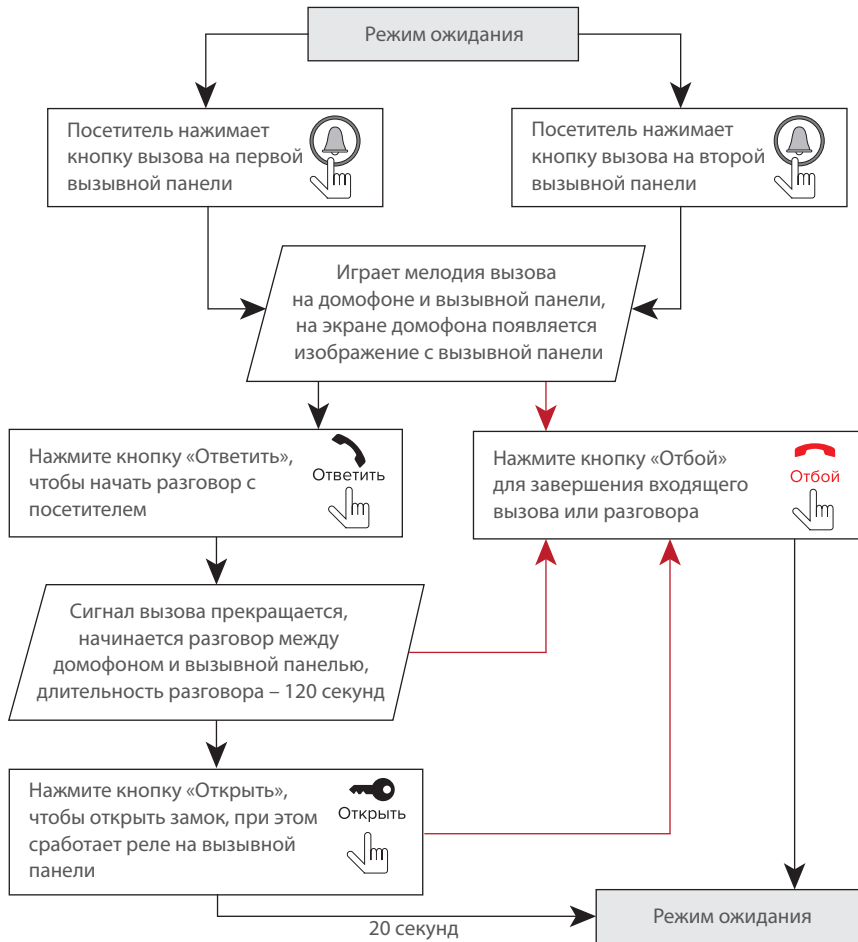 Режим ожидания
Посетитель нажимает
кнопку вызова на первой
вызывной панели
Посетитель нажимает
кнопку вызова на второй
вызывной панели
Играет мелодия вызова
на домофоне и вызывной панели,
на экране домофона появляется
изображение с вызывной панели
Нажмите кнопку «Ответить»,
чтобы начать разговор с
посетителем
Ответить
Нажмите кнопку «Отбой»
для завершения входящего
вызова или разговора
Отбой
Сигнал вызова прекращается,
начинается разговор между
домофоном и вызывной панелью,
длительность разговора – 120 секунд
Нажмите кнопку «Открыть»,
чтобы открыть замок, при этом
сработает реле на вызывной
панели
Открыть
20 секунд
Режим ожидания